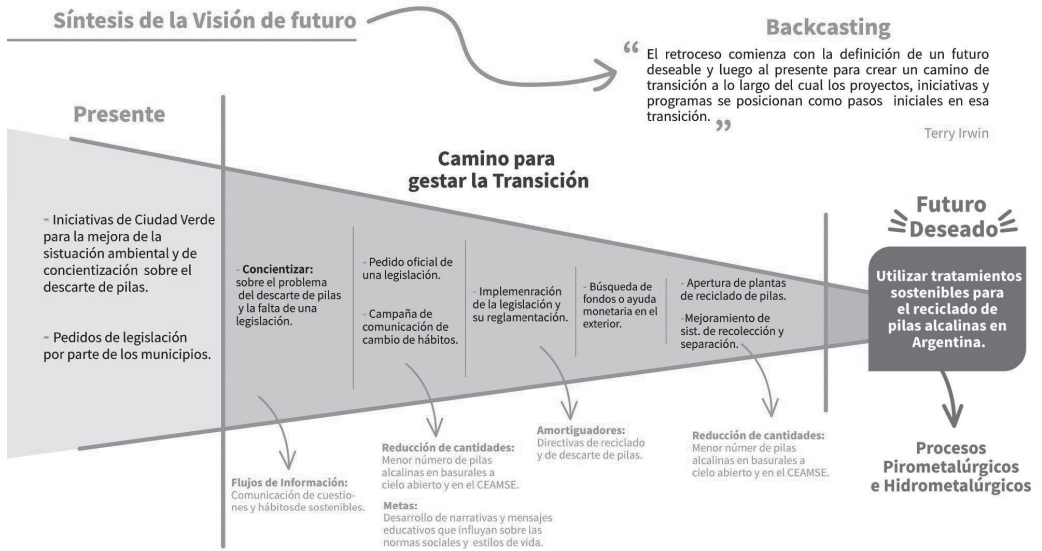 Síntesis de la Visión de futuro
Backcasting
“ El retroceso comienza con la definición de un futuro
deseable y luego al presente para crear un camino de
transición a lo largo del cual los proyectos, iniciativas y
programas se posicionan como pasos iniciales en esa
transición. ”
Terry Irwin
Presente
- Iniciativas de Ciudad Verde
para la mejora de la
sistuación ambiental y de
concientización sobre el
descarte de pilas.
- Pedidos de legislación
por parte de los municipios.
Camino para
gestar la Transición
- Concientizar:
sobre el problema
del descarte de pilas
y la falta de una
legislación.
- Pedido oficial de
una legislación.
- Campaña de
comunicación de
cambio de hábitos.
- Implemenración
de la legislación y
su reglamentación.
- Búsqueda de
fondos o ayuda
monetaria en el
exterior.
- Apertura de plantas
de reciclado de pilas.
-Mejoramiento de
sist. de recolección y
separación.
Futuro
Deseado
Utilizar tratamientos
sostenibles para
el reciclado de
pilas alcalinas en
Argentina.
Flujos de Información:
Comunicación de cuestio-
nes y hábitosde sostenibles.
Reducción de cantidades:
Menor número de pilas
alcalinas en basurales a
cielo abierto y en el CEAMSE.
Metas:
Desarrollo de narrativas y mensajes
educativos que influyan sobre las
normas sociales y estilos de vida.
Amortiguadores:
Directivas de reciclado
y de descarte de pilas.
Reducción de cantidades:
Menor númer de pilas
alcalinas en basurales a
cielo abierto y en el CEAMSE.
Procesos
Pirometalúrgicos
e Hidrometalúrgicos